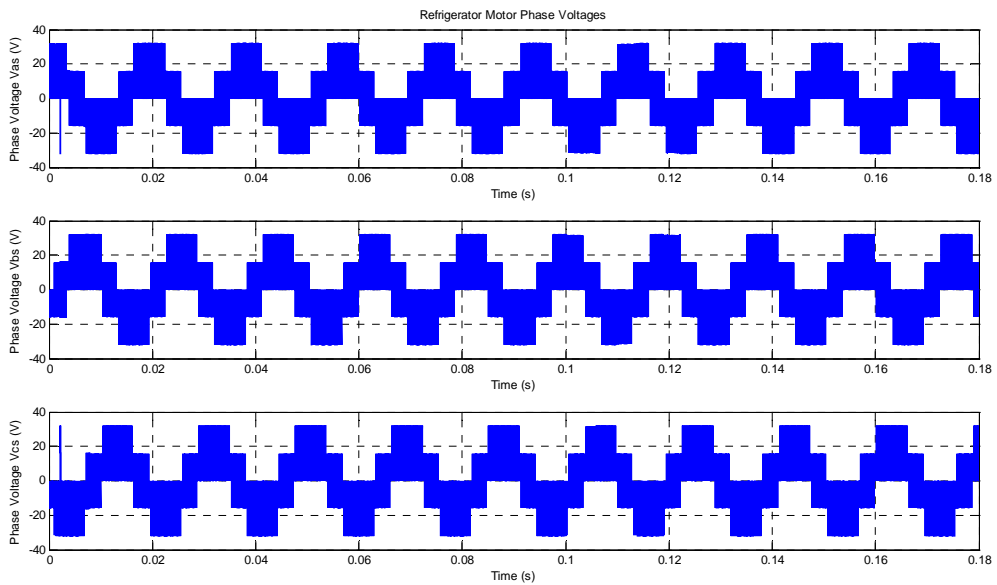 Refrigerator Motor Phase Voltages
Phase Voltage Vas (V)
40
20
0
-20
-40
0 0.02 0.04 0.06 0.08 0.1 0.12 0.14 0.16 0.18
Time (s)
Phase Voltage Vbs (V)
40
20
0
-20
-40
0 0.02 0.04 0.06 0.08 0.1 0.12 0.14 0.16 0.18
Time (s)
Phase Voltage Vcs (V)
40
20
0
-20
-40
0 0.02 0.04 0.06 0.08 0.1 0.12 0.14 0.16 0.18
Time (s)